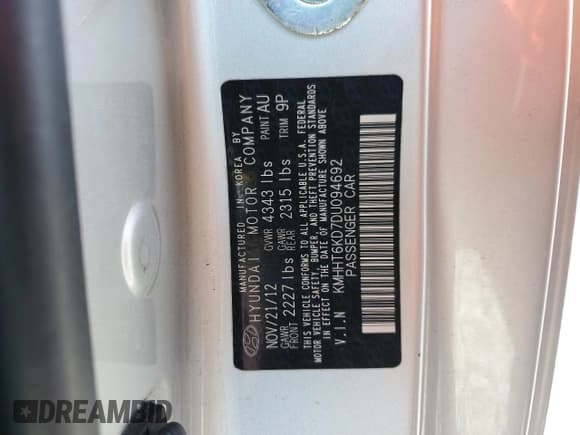 MANUFACTURED IN KOREA BY
HYUNDAI MOTOR COMPANY
NOV/21/12 GVWR 4343 lbs PAINT AU
GAWR FRONT 2227 lbs GAWR REAR 2315 lbs TRIM 9P
THIS VEHICLE CONFORMS TO ALL APPLICABLE U.S.A. FEDERAL
MOTOR VEHICLE SAFETY, BUMPER, AND THEFT PREVENTION STANDARDS
IN EFFECT ON THE DATE OF MANUFACTURE SHOWN ABOVE
V.I.N KMHHT6KD7DU094692
PASSENGER CAR
DREAMBID